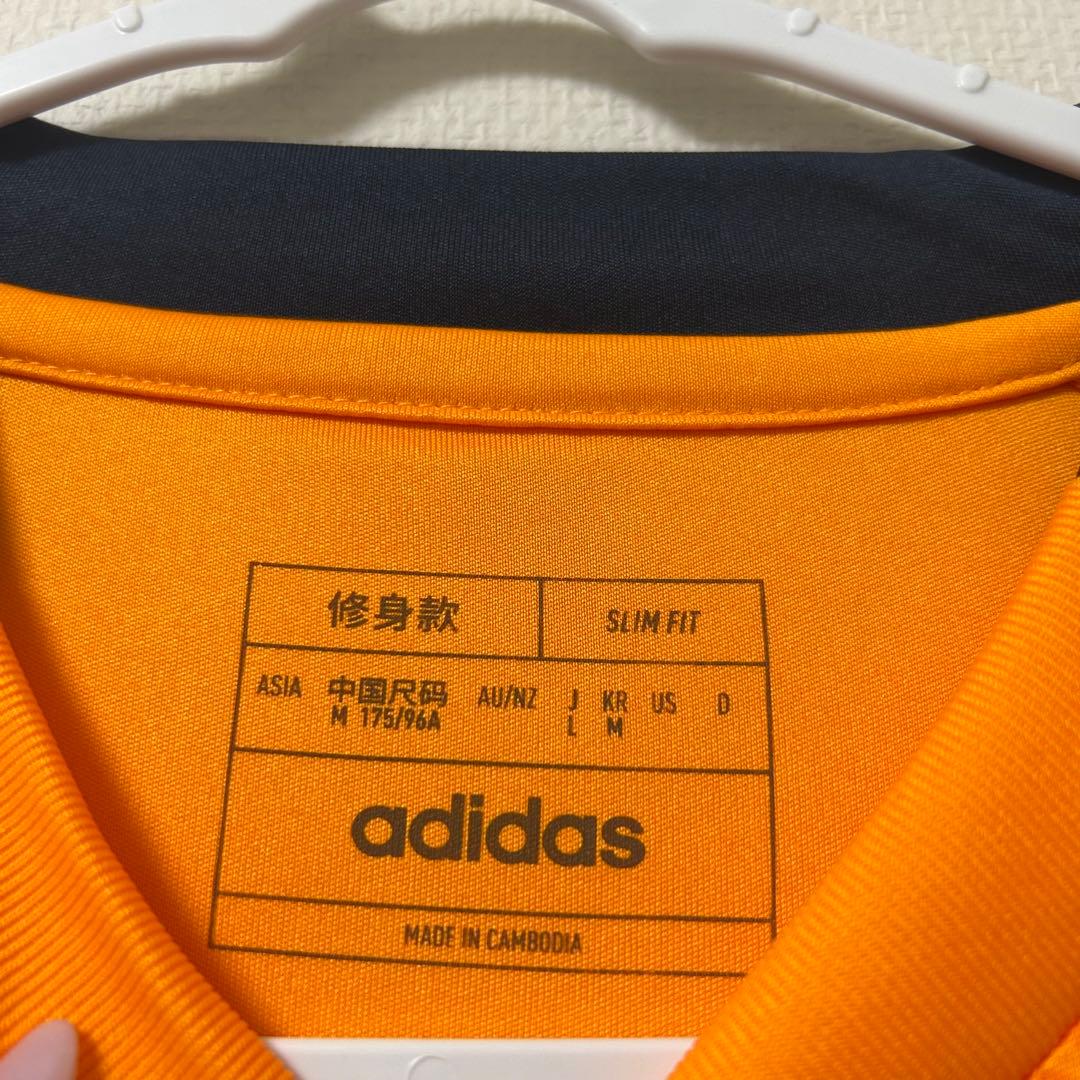 修身款 SLIM FIT
ASIA 中国尺码 AU/NZ J KR US D
M 175/96A L M
adidas
MADE IN CAMBODIA